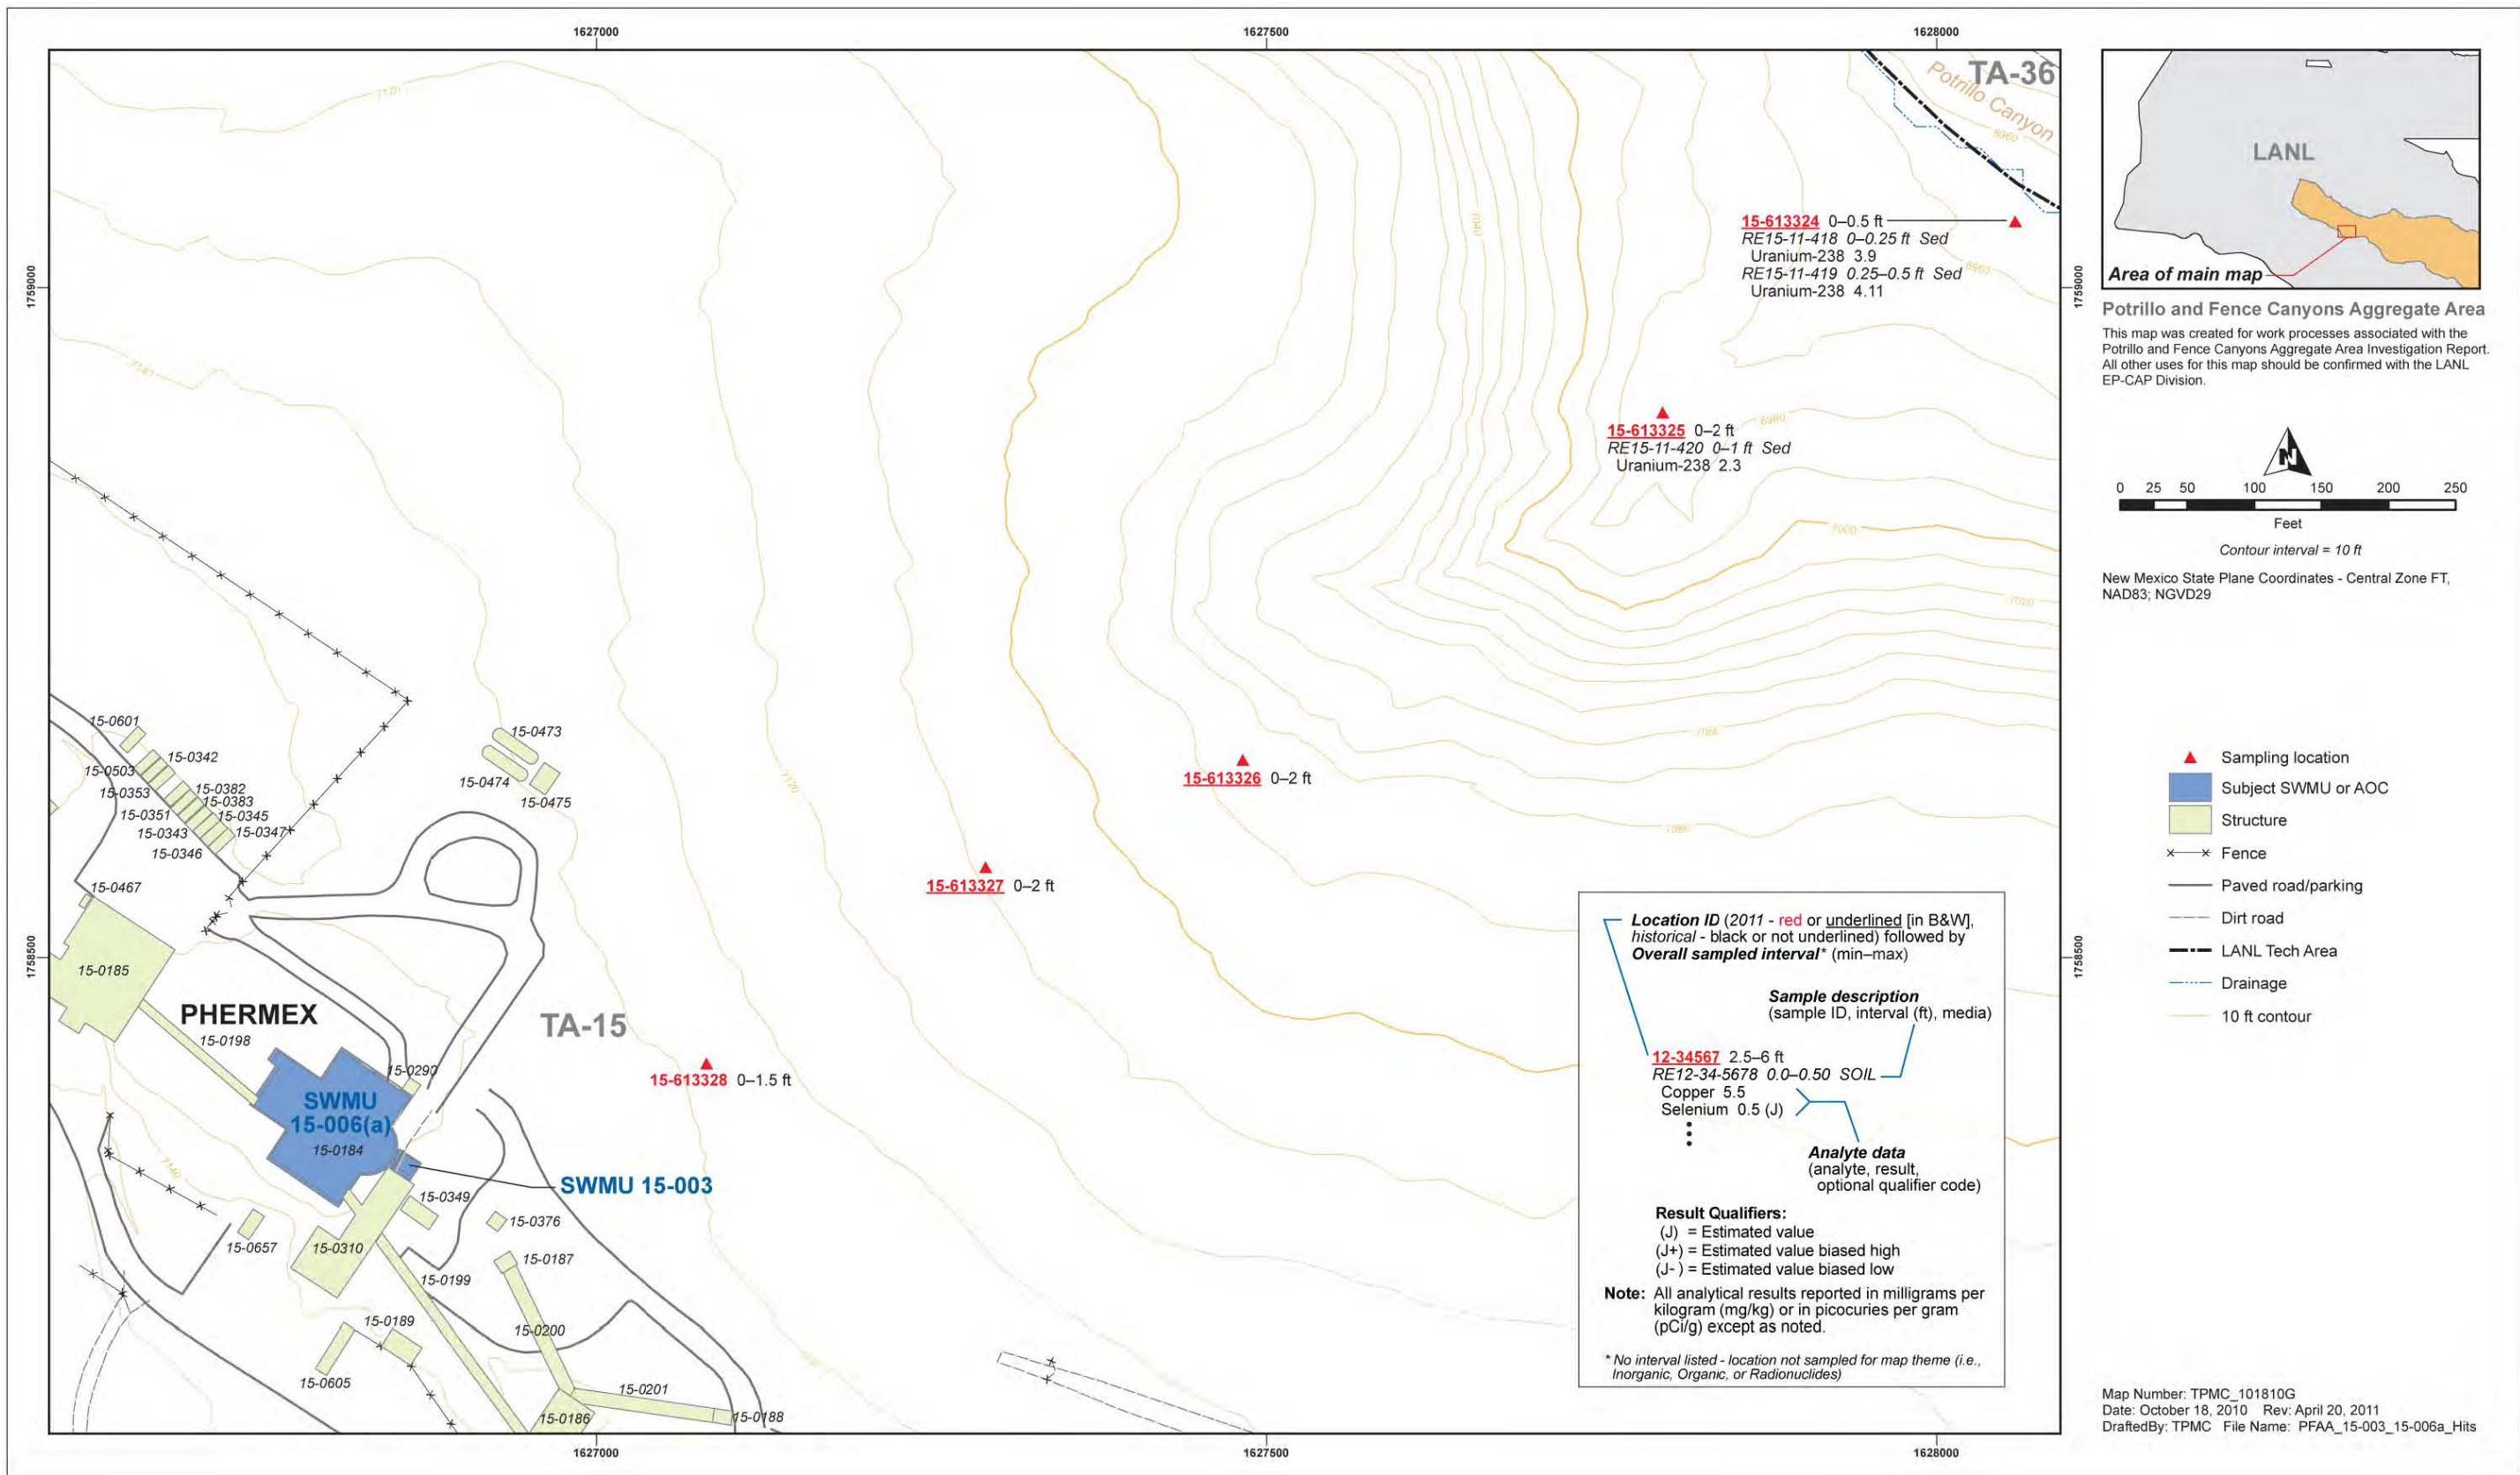 1627000
1627500
1628000
1759000
1759000
1758500
1758500
1627000
1627500
1628000
TA-36
Potrillo Canyon
6960
6960
6980
7000
7020
7040
7080
7120
7140
7140
15-613324 0–0.5 ft
RE15-11-418 0–0.25 ft Sed
Uranium-238 3.9
RE15-11-419 0.25–0.5 ft Sed
Uranium-238 4.11
15-613325 0–2 ft
RE15-11-420 0–1 ft Sed
Uranium-238 2.3
15-613326 0–2 ft
15-613327 0–2 ft
15-613328 0–1.5 ft
15-0601
15-0342
15-0503
15-0382
15-0353
15-0383
15-0351
15-0345
15-0343
15-0347
15-0346
15-0473
15-0474
15-0475
15-0467
15-0185
PHERMEX
15-0198
TA-15
15-0290
SWMU
15-006(a)
15-0184
SWMU 15-003
15-0349
15-0376
15-0657
15-0310
15-0187
15-0199
15-0189
15-0200
15-0605
15-0201
15-0186
15-0188
Location ID (2011 - red or underlined [in B&W],
historical - black or not underlined) followed by
Overall sampled interval* (min–max)
Sample description
(sample ID, interval (ft), media)
12-34567 2.5–6 ft
RE12-34-5678 0.0–0.50 SOIL
Copper 5.5
Selenium 0.5 (J)
Analyte data
(analyte, result,
optional qualifier code)
Result Qualifiers:
(J) = Estimated value
(J+) = Estimated value biased high
(J- ) = Estimated value biased low
Note: All analytical results reported in milligrams per
kilogram (mg/kg) or in picocuries per gram
(pCi/g) except as noted.
* No interval listed - location not sampled for map theme (i.e.,
Inorganic, Organic, or Radionuclides)
LANL
Area of main map
Potrillo and Fence Canyons Aggregate Area
This map was created for work processes associated with the
Potrillo and Fence Canyons Aggregate Area Investigation Report.
All other uses for this map should be confirmed with the LANL
EP-CAP Division.
N
0 25 50 100 150 200 250
Feet
Contour interval = 10 ft
New Mexico State Plane Coordinates - Central Zone FT,
NAD83; NGVD29
Sampling location
Subject SWMU or AOC
Structure
Fence
Paved road/parking
Dirt road
LANL Tech Area
Drainage
10 ft contour
Map Number: TPMC_101810G
Date: October 18, 2010 Rev: April 20, 2011
DraftedBy: TPMC File Name: PFAA_15-003_15-006a_Hits